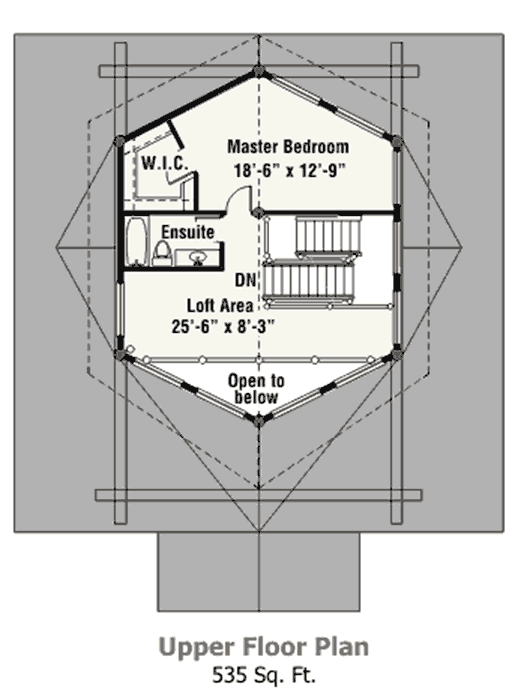 Master Bedroom
18'-6" x 12'-9"
W.I.C.
Ensuite
DN
Loft Area
25'-6" x 8'-3"
Open to
below
Upper Floor Plan
535 Sq. Ft.